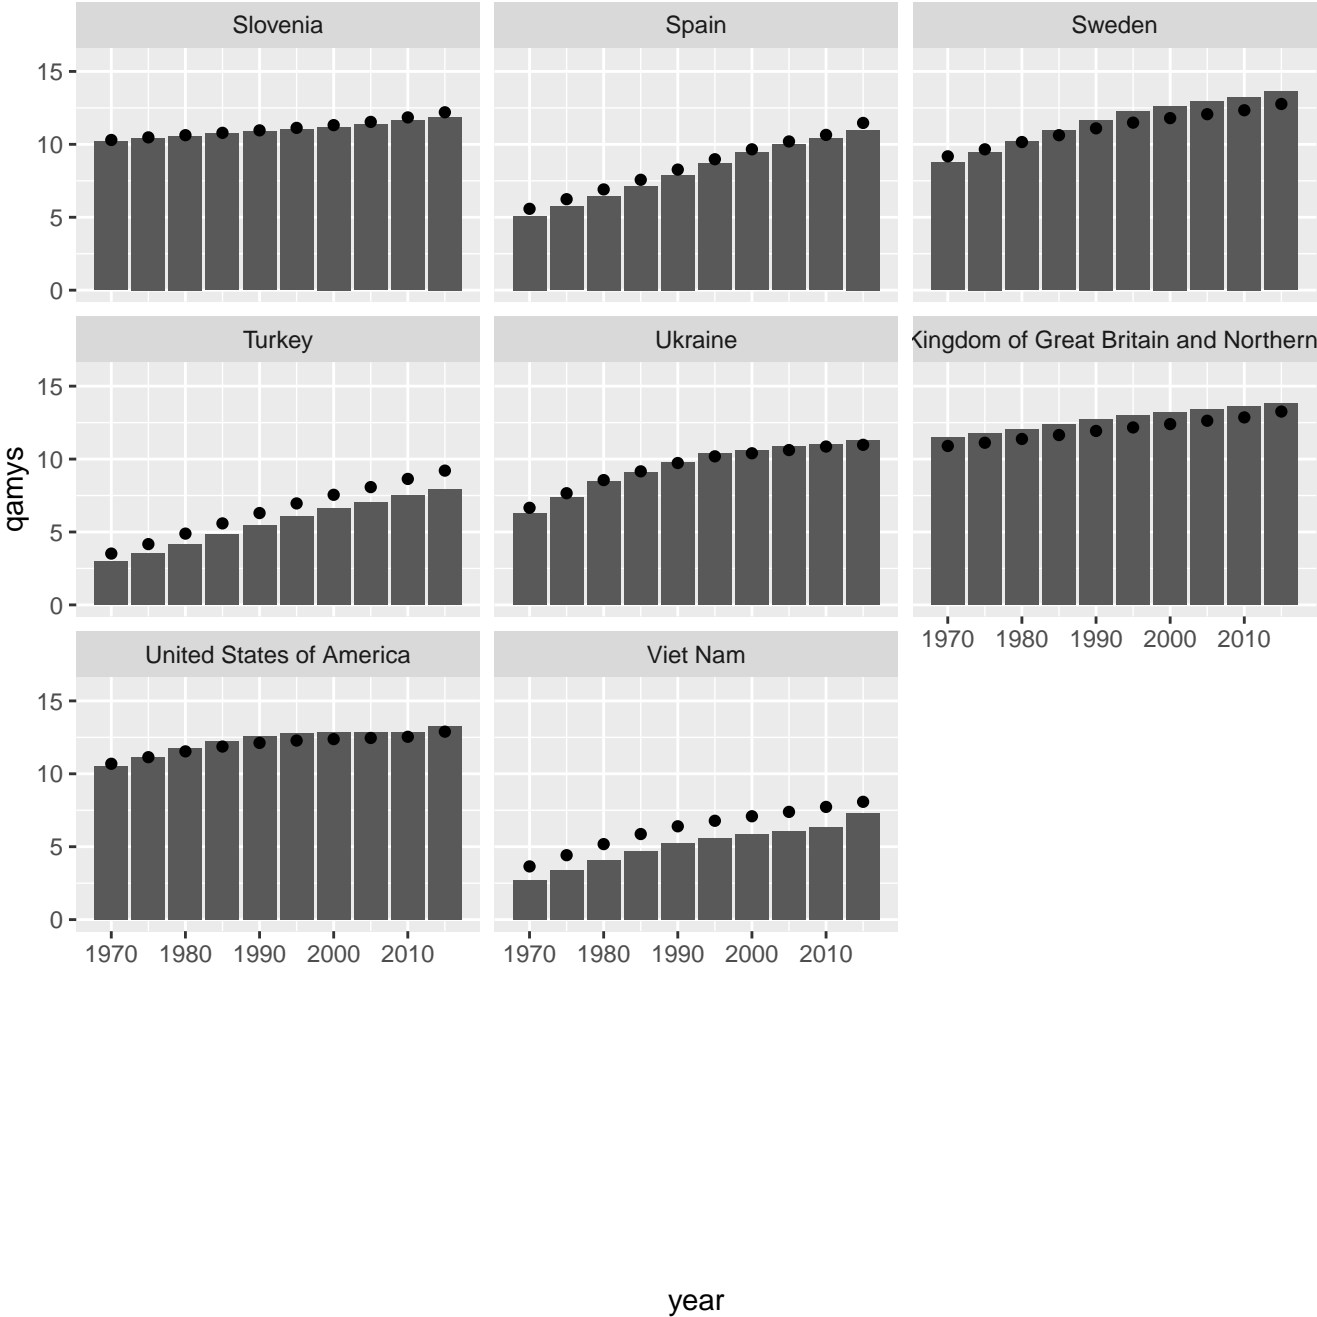 Slovenia
Spain
Sweden
15
10
5
0
Turkey
Ukraine
Kingdom of Great Britain and Northern
15
10
5
0
1970 1980 1990 2000 2010
United States of America
Viet Nam
15
10
5
0
1970 1980 1990 2000 2010
1970 1980 1990 2000 2010
qamys
year